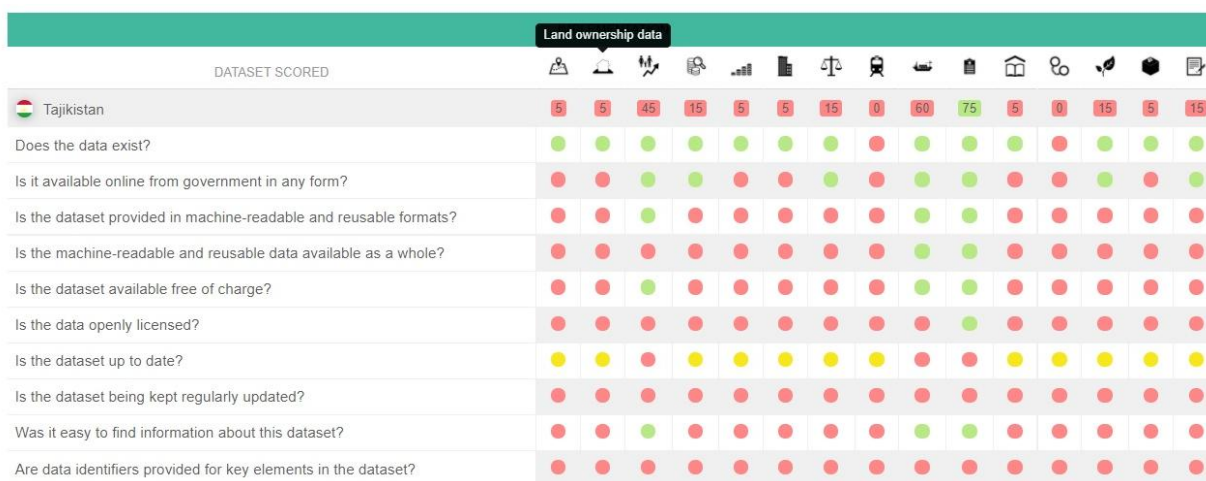 Land ownership data
DATASET SCORED
Tajikistan 5 5 45 15 5 5 15 0 60 75 5 0 15 5 15
Does the data exist?
Is it available online from government in any form?
Is the dataset provided in machine-readable and reusable formats?
Is the machine-readable and reusable data available as a whole?
Is the dataset available free of charge?
Is the data openly licensed?
Is the dataset up to date?
Is the dataset being kept regularly updated?
Was it easy to find information about this dataset?
Are data identifiers provided for key elements in the dataset?